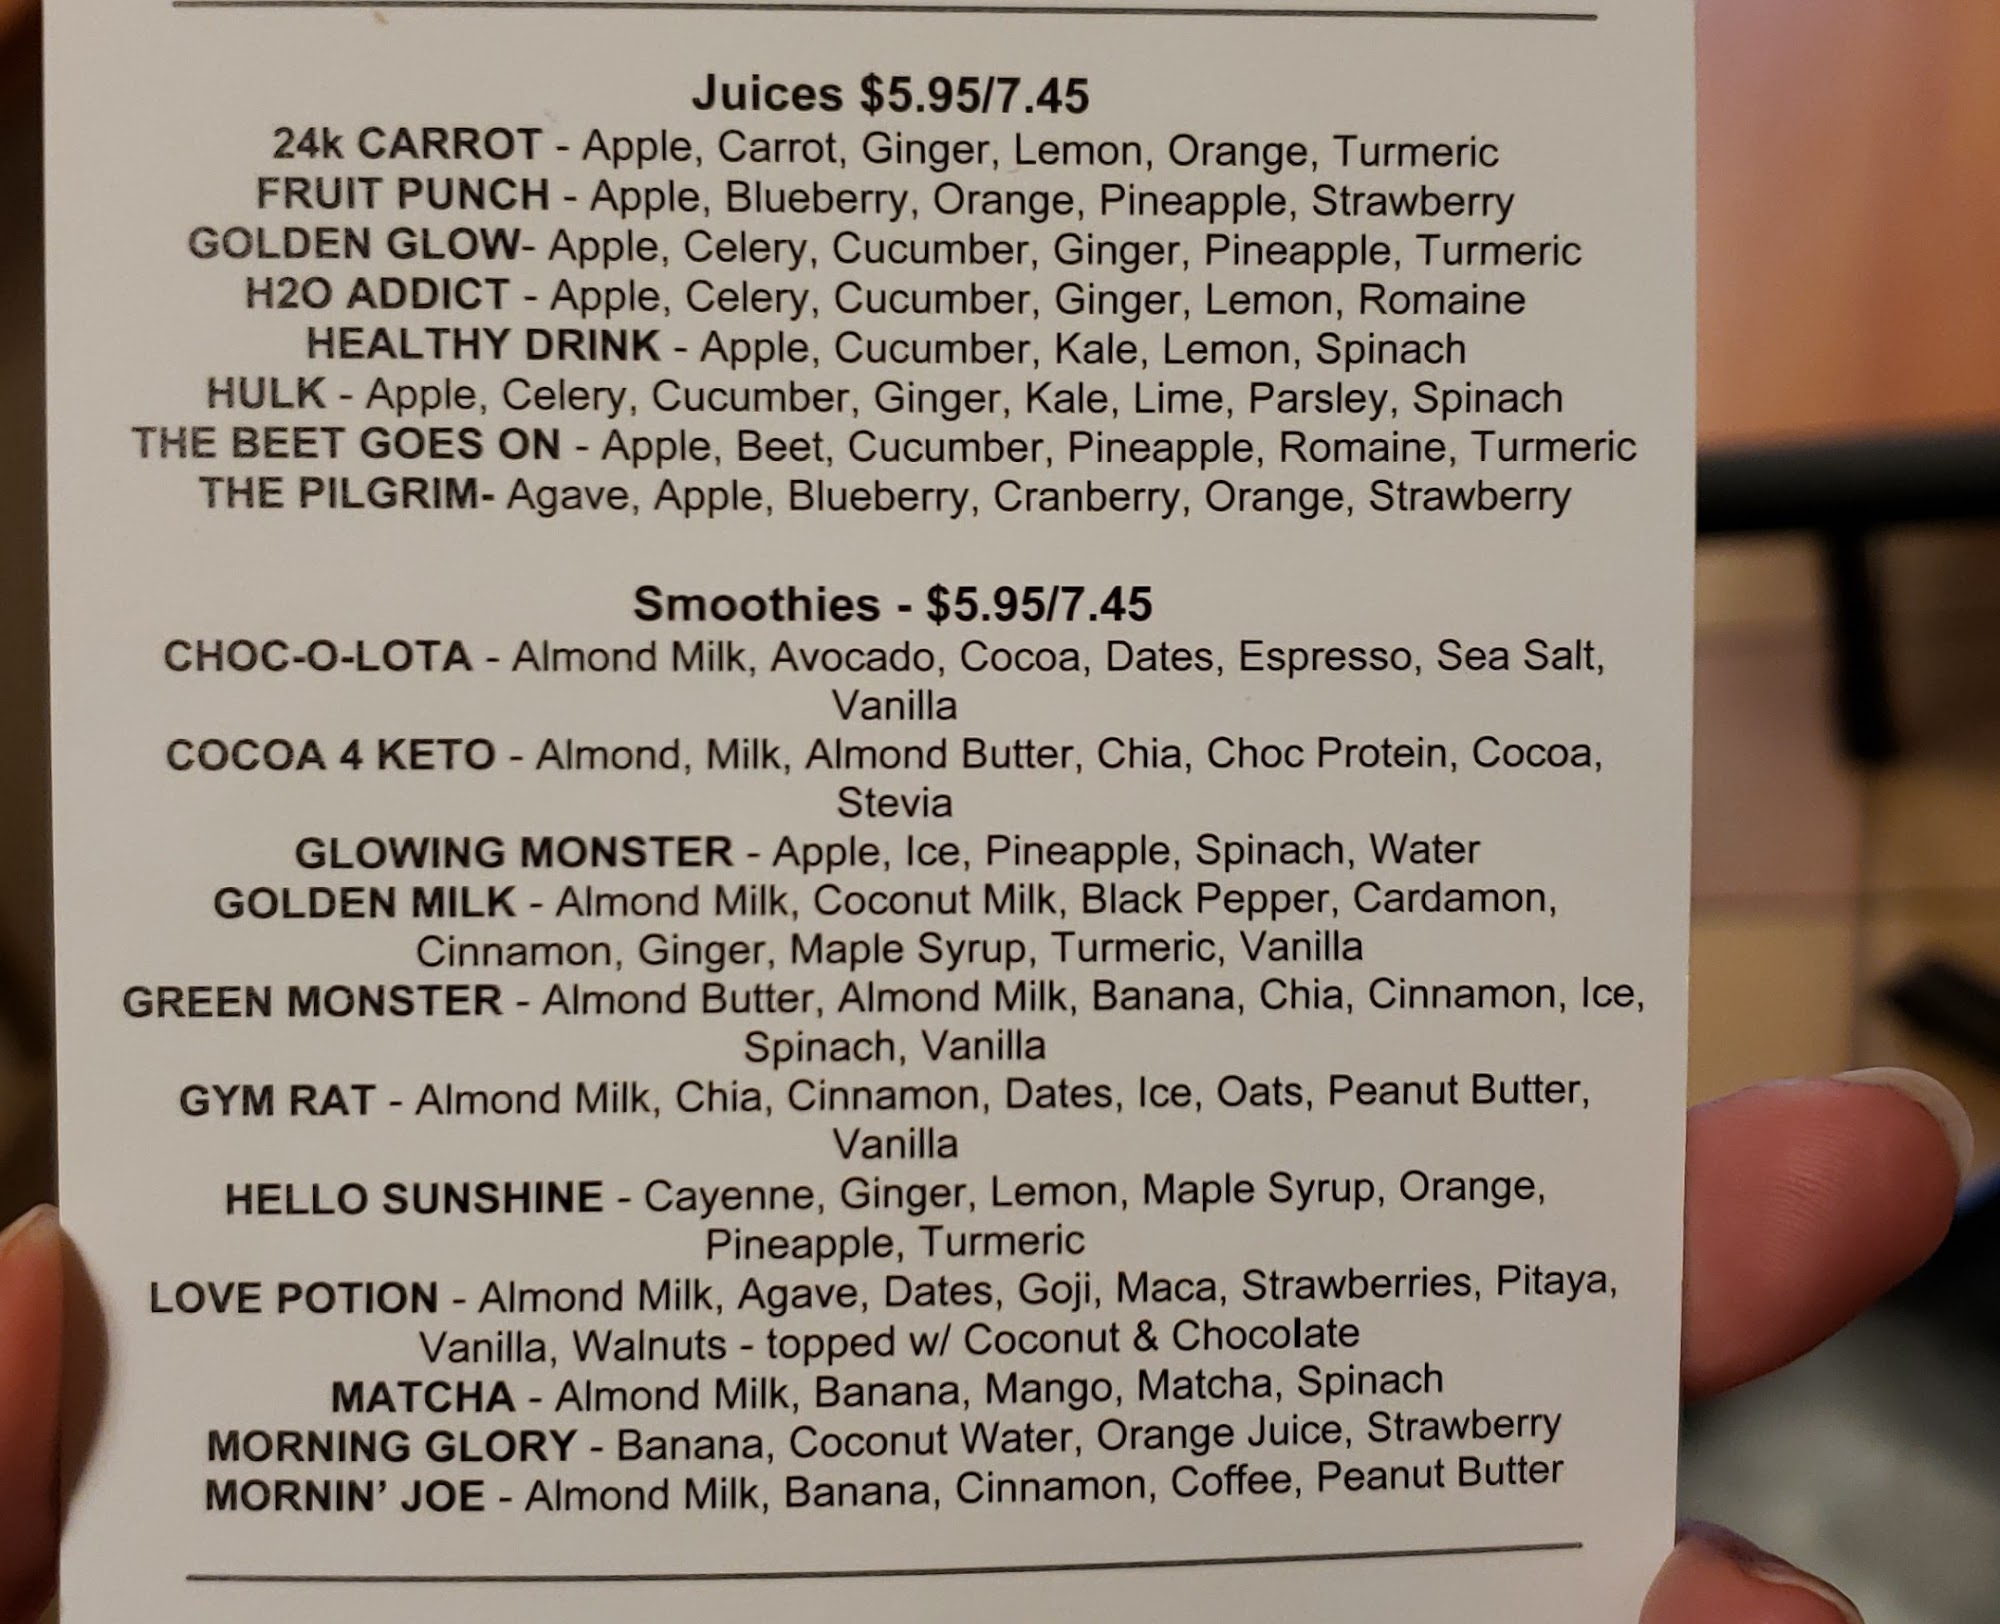 Juices $5.95/7.45
24k CARROT - Apple, Carrot, Ginger, Lemon, Orange, Turmeric
FRUIT PUNCH - Apple, Blueberry, Orange, Pineapple, Strawberry
GOLDEN GLOW- Apple, Celery, Cucumber, Ginger, Pineapple, Turmeric
H2O ADDICT - Apple, Celery, Cucumber, Ginger, Lemon, Romaine
HEALTHY DRINK - Apple, Cucumber, Kale, Lemon, Spinach
HULK - Apple, Celery, Cucumber, Ginger, Kale, Lime, Parsley, Spinach
THE BEET GOES ON - Apple, Beet, Cucumber, Pineapple, Romaine, Turmeric
THE PILGRIM- Agave, Apple, Blueberry, Cranberry, Orange, Strawberry
Smoothies - $5.95/7.45
CHOC-O-LOTA - Almond Milk, Avocado, Cocoa, Dates, Espresso, Sea Salt,
Vanilla
COCOA 4 KETO - Almond, Milk, Almond Butter, Chia, Choc Protein, Cocoa,
Stevia
GLOWING MONSTER - Apple, Ice, Pineapple, Spinach, Water
GOLDEN MILK - Almond Milk, Coconut Milk, Black Pepper, Cardamon,
Cinnamon, Ginger, Maple Syrup, Turmeric, Vanilla
GREEN MONSTER - Almond Butter, Almond Milk, Banana, Chia, Cinnamon, Ice,
Spinach, Vanilla
GYM RAT - Almond Milk, Chia, Cinnamon, Dates, Ice, Oats, Peanut Butter,
Vanilla
HELLO SUNSHINE - Cayenne, Ginger, Lemon, Maple Syrup, Orange,
Pineapple, Turmeric
LOVE POTION - Almond Milk, Agave, Dates, Goji, Maca, Strawberries, Pitaya,
Vanilla, Walnuts - topped w/ Coconut & Chocolate
MATCHA - Almond Milk, Banana, Mango, Matcha, Spinach
MORNING GLORY - Banana, Coconut Water, Orange Juice, Strawberry
MORNIN' JOE - Almond Milk, Banana, Cinnamon, Coffee, Peanut Butter